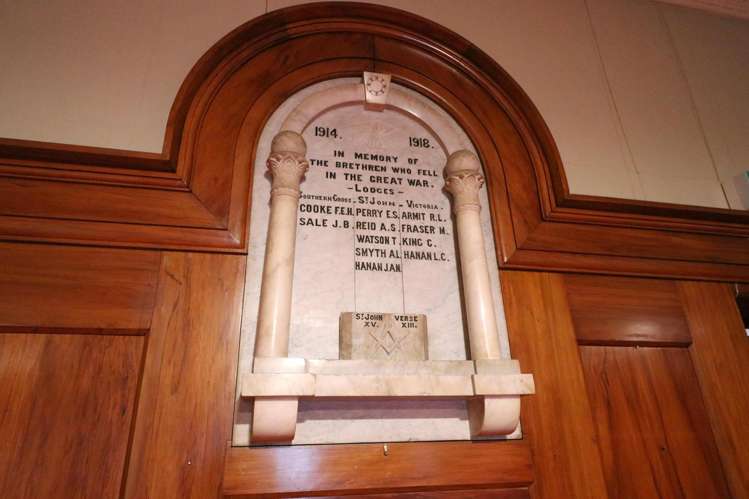 1914. 1918.
IN MEMORY OF
THE BRETHREN WHO FELL
IN THE GREAT WAR.
- LODGES -
SOUTHERN CROSS. ST JOHN - VICTORIA.
COOKE F.E.H. PERRY E.S. ARMIT R.L.
SALE J.B. REID A.S. FRASER M.
WATSON T. KING C.
SMYTH A.L. HANAN L.C.
HANAN J.A.N.
ST JOHN VERSE
XV. XIII.